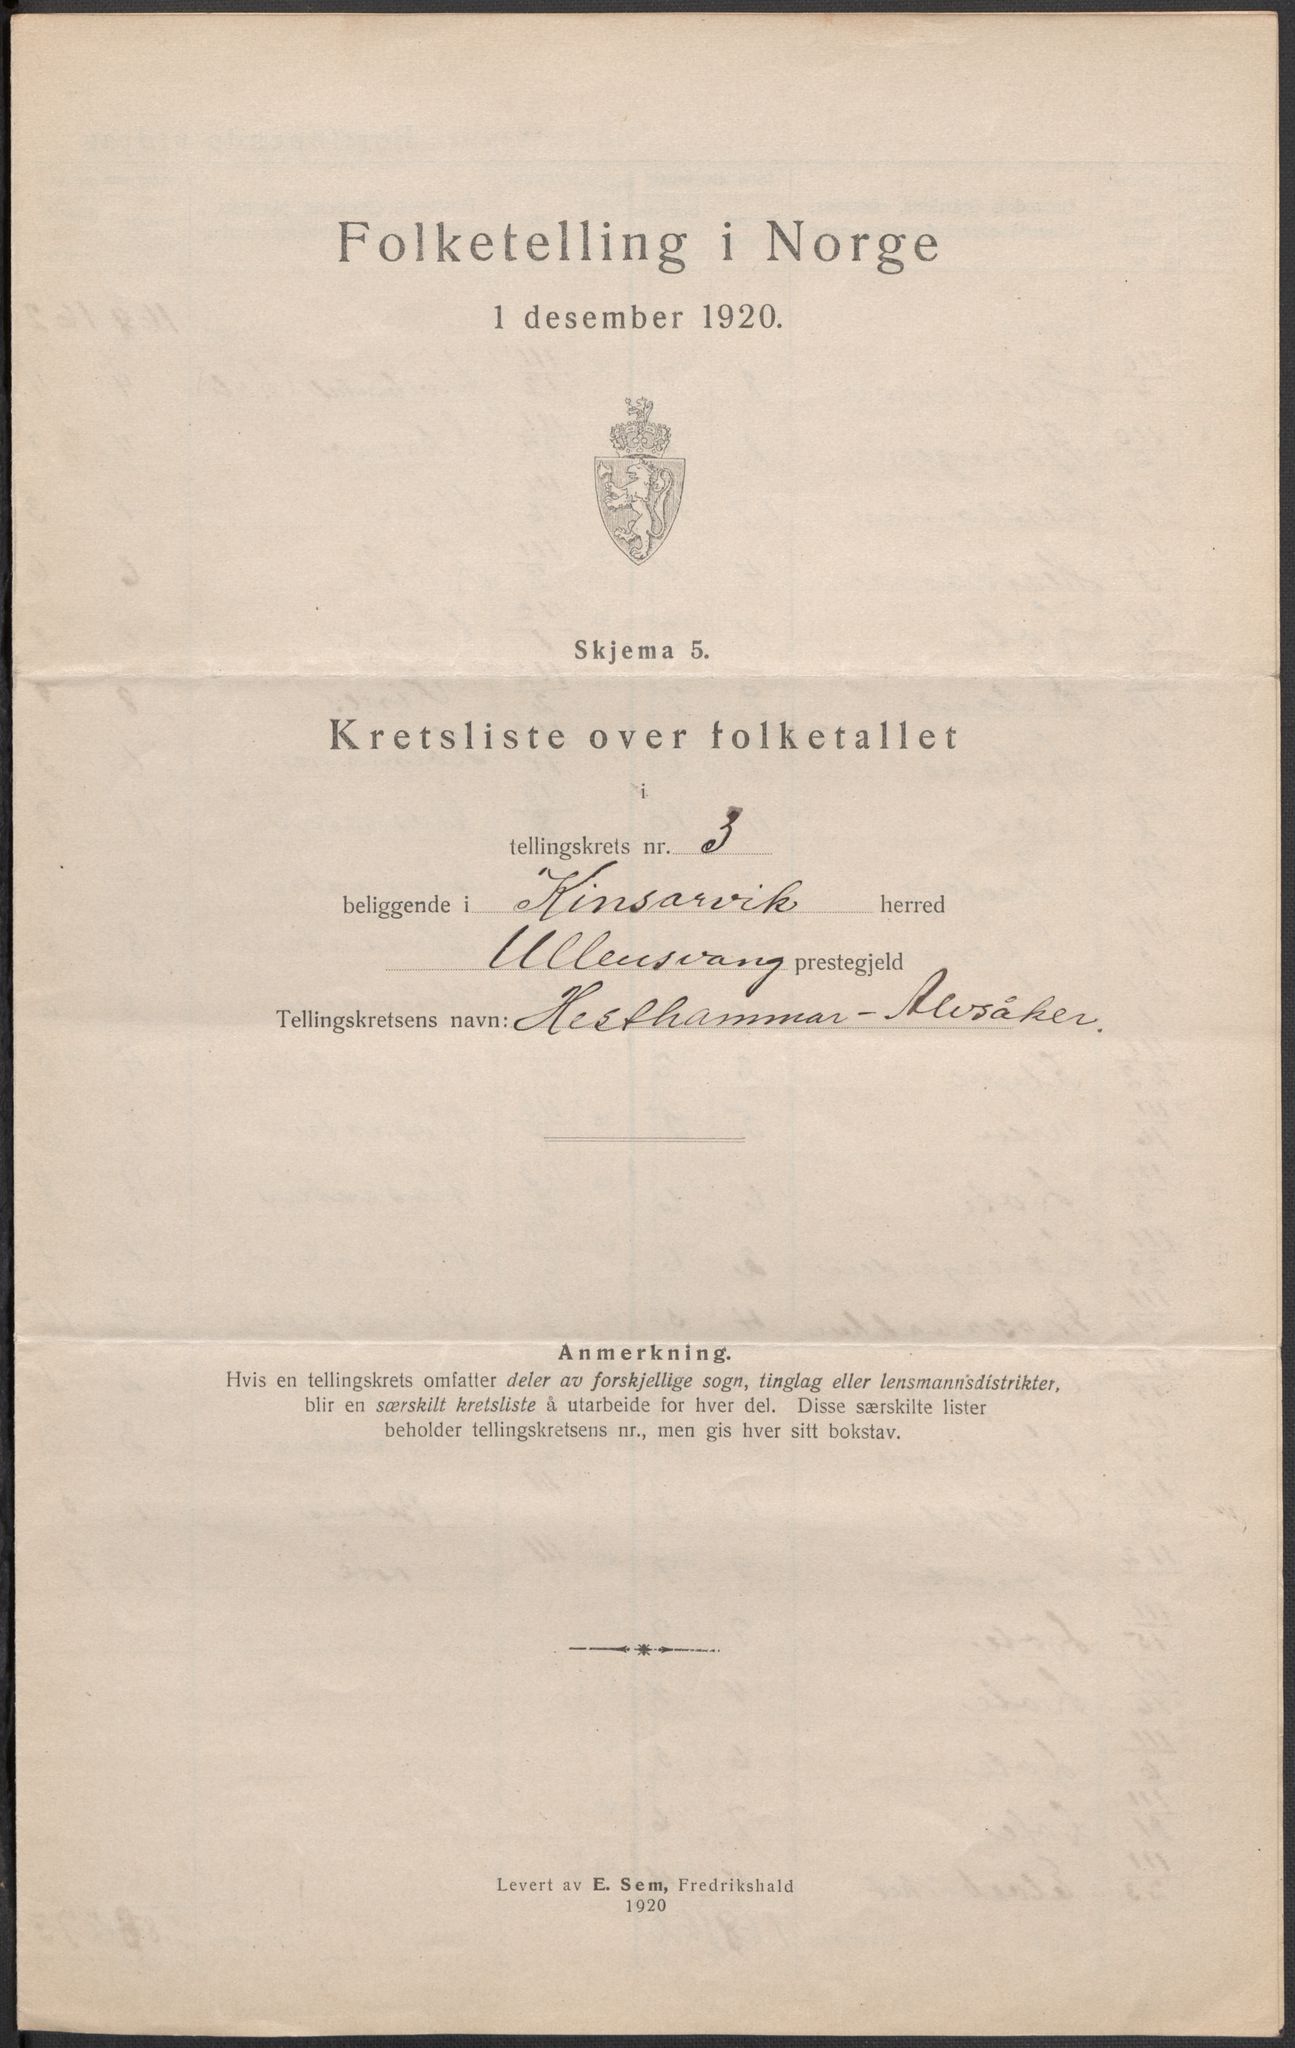 Folketelling i Norge
1 desember 1920.
Skjema 5.
Kretsliste over folketallet
i
tellingskrets nr. 3
beliggende i Kinsarvik herred
Ullensvang prestegjeld
Tellingskretsens navn: Hesthammar - Alvsåker.
Anmerkning.
Hvis en tellingskrets omfatter deler av forskjellige sogn, tinglag eller lensmannsdistrikter,
blir en særskilt kretsliste å utarbeide for hver del. Disse særskilte lister
beholder tellingskretsens nr., men gis hver sitt bokstav.
Levert av E. Sem, Fredrikshald
1920